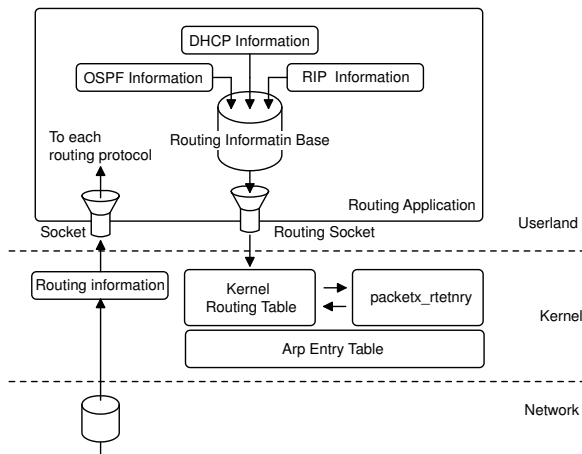 DHCP Information
OSPF Information
RIP Information
Routing Informatin Base
To each
routing protocol
Routing Application
Socket
Routing Socket
Userland
Routing information
Kernel
Routing Table
packetx_rtetnry
Kernel
Arp Entry Table
Network